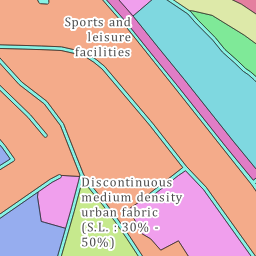 Sports and
leisure
facilities
Discontinuous
medium density
urban fabric
(S.L. : 30% -
50%)